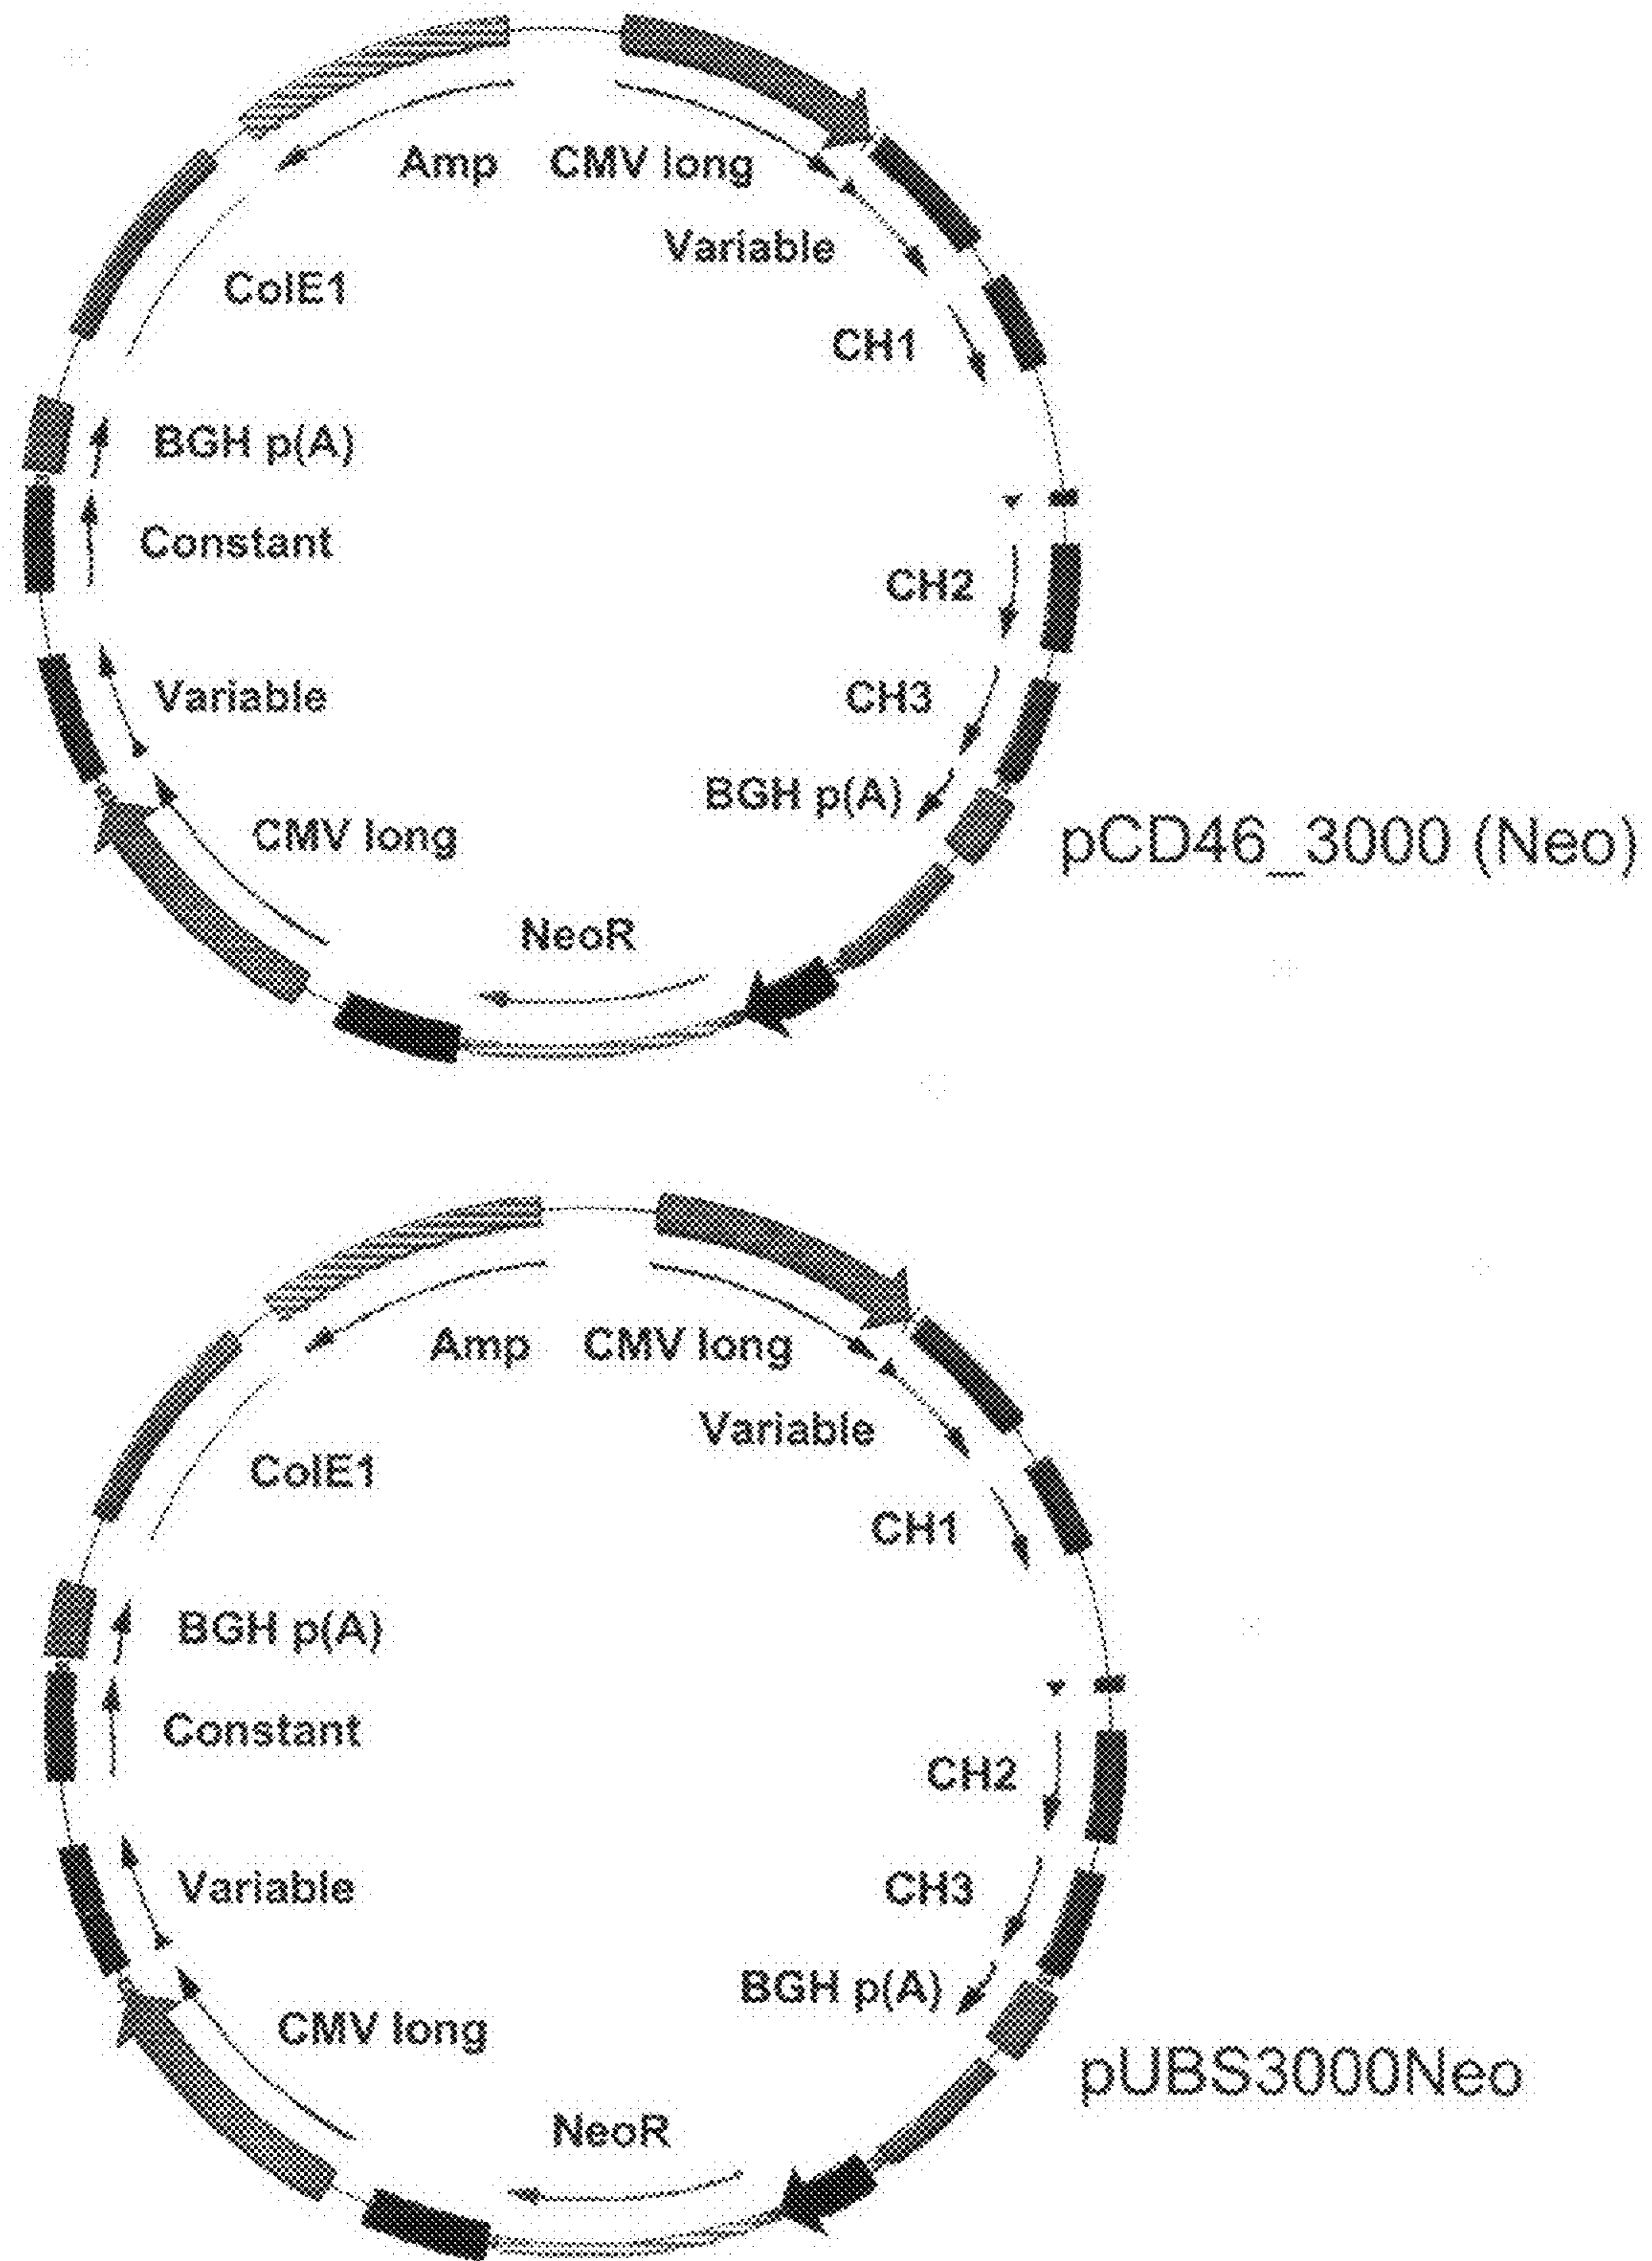 Amp CMV long
Variable
ColE1
CH1
BGH p(A)
Constant
CH2
Variable
CH3
BGH p(A)
CMV long
pCD46_3000 (Neo)
NeoR
Amp CMV long
Variable
ColE1
CH1
BGH p(A)
Constant
CH2
Variable
CH3
BGH p(A)
CMV long
pUBS3000Neo
NeoR